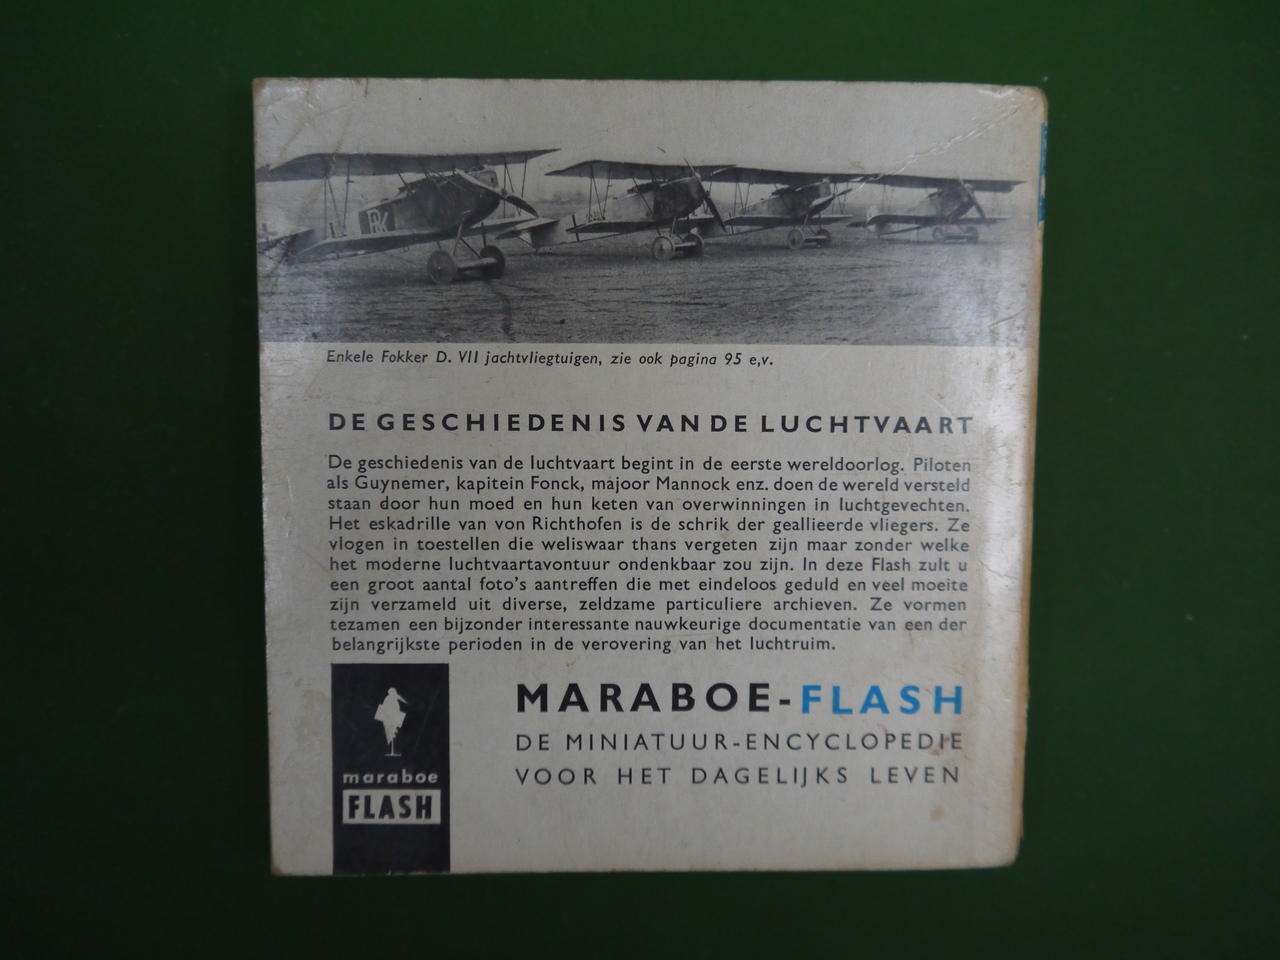 RK
Enkele Fokker D. VII jachtvliegtuigen, zie ook pagina 95 e,v.
DE GESCHIEDENIS VAN DE LUCHTVAART
De geschiedenis van de luchtvaart begint in de eerste wereldoorlog. Piloten
als Guynemer, kapitein Fonck, majoor Mannock enz. doen de wereld versteld
staan door hun moed en hun keten van overwinningen in luchtgevechten.
Het eskadrille van von Richthofen is de schrik der geallieerde vliegers. Ze
vlogen in toestellen die weliswaar thans vergeten zijn maar zonder welke
het moderne luchtvaartavontuur ondenkbaar zou zijn. In deze Flash zult u
een groot aantal foto's aantreffen die met eindeloos geduld en veel moeite
zijn verzameld uit diverse, zeldzame particuliere archieven. Ze vormen
tezamen een bijzonder interessante nauwkeurige documentatie van een der
belangrijkste perioden in de verovering van het luchtruim.
MARABOE-FLASH
DE MINIATUUR-ENCYCLOPEDIE
VOOR HET DAGELIJKS LEVEN
maraboe
FLASH